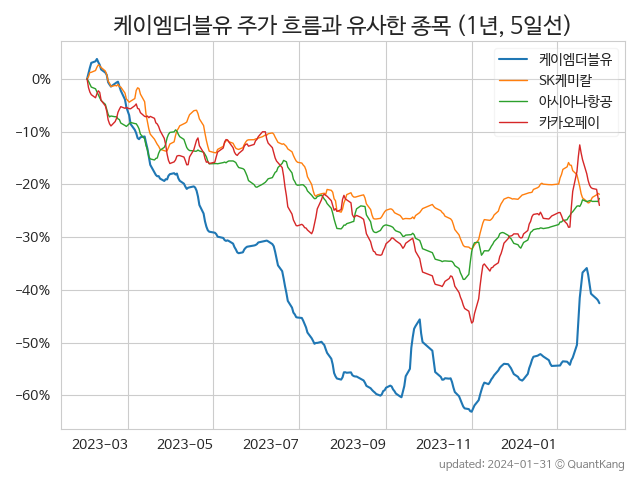 케이엠더블유 주가 흐름과 유사한 종목 (1년, 5일선)
케이엠더블유
SK케미칼
아시아나항공
카카오페이
0%
−10%
−20%
−30%
−40%
−50%
−60%
2023-03 2023-05 2023-07 2023-09 2023-11 2024-01
updated: 2024-01-31 © QuantKang